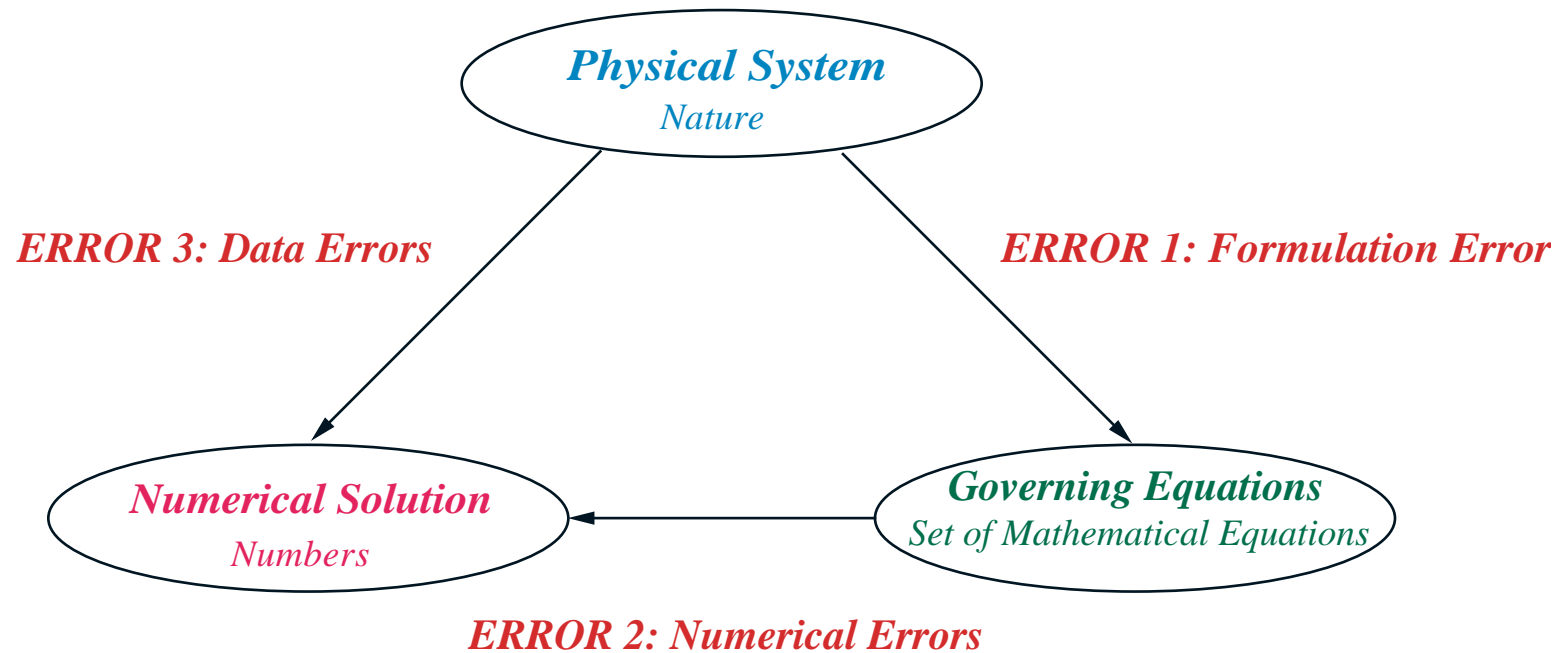 Physical System
Nature
ERROR 3: Data Errors
ERROR 1: Formulation Error
Numerical Solution
Numbers
Governing Equations
Set of Mathematical Equations
ERROR 2: Numerical Errors